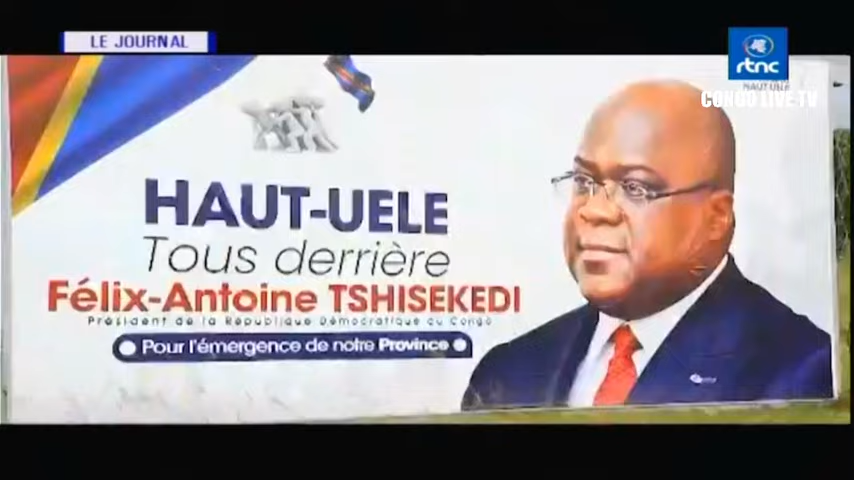 LE JOURNAL
rtnc
HAUT-UELE
CONGO LIVE TV
HAUT-UELE
Tous derrière
Félix-Antoine TSHISEKEDI
Président de la République Démocratique du Congo
Pour l'émergence de notre Province